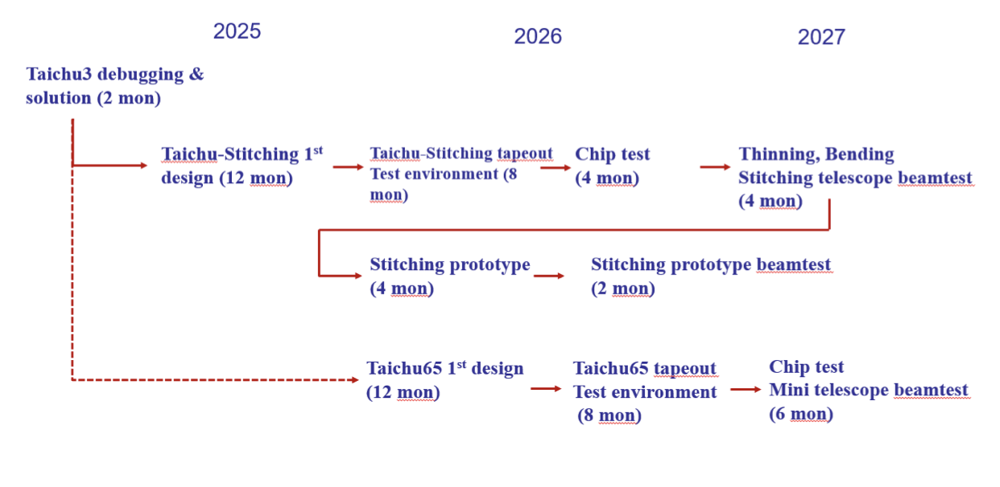 2025
2026
2027
Taichu3 debugging &
solution (2 mon)
Taichu-Stitching 1st
design (12 mon)
Taichu-Stitching tapeout
Test environment (8
mon)
Chip test
(4 mon)
Thinning, Bending
Stitching telescope beamtest
(4 mon)
Stitching prototype
(4 mon)
Stitching prototype beamtest
(2 mon)
Taichu65 1st design
(12 mon)
Taichu65 tapeout
Test environment
(8 mon)
Chip test
Mini telescope beamtest
(6 mon)